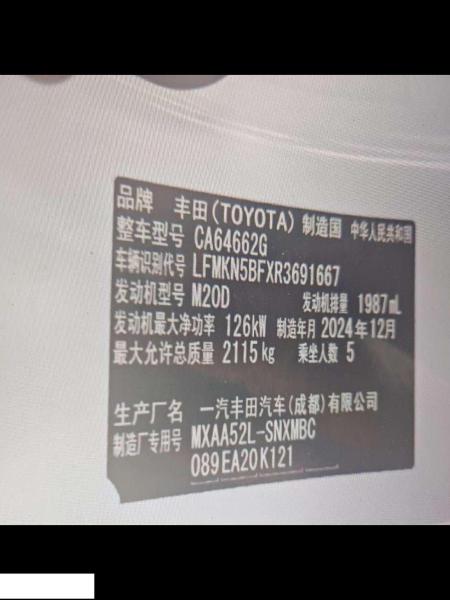 品牌 丰田(TOYOTA) 制造国 中华人民共和国
整车型号 CA64662G
车辆识别代号 LFMKN5BFXR3691667
发动机型号 M20D 发动机排量 1987mL
发动机最大净功率 126kW 制造年月 2024年12月
最大允许总质量 2115kg 乘坐人数 5
生产厂名 一汽丰田汽车(成都)有限公司
制造厂专用号 MXAA52L-SNXMBC
089EA20K121